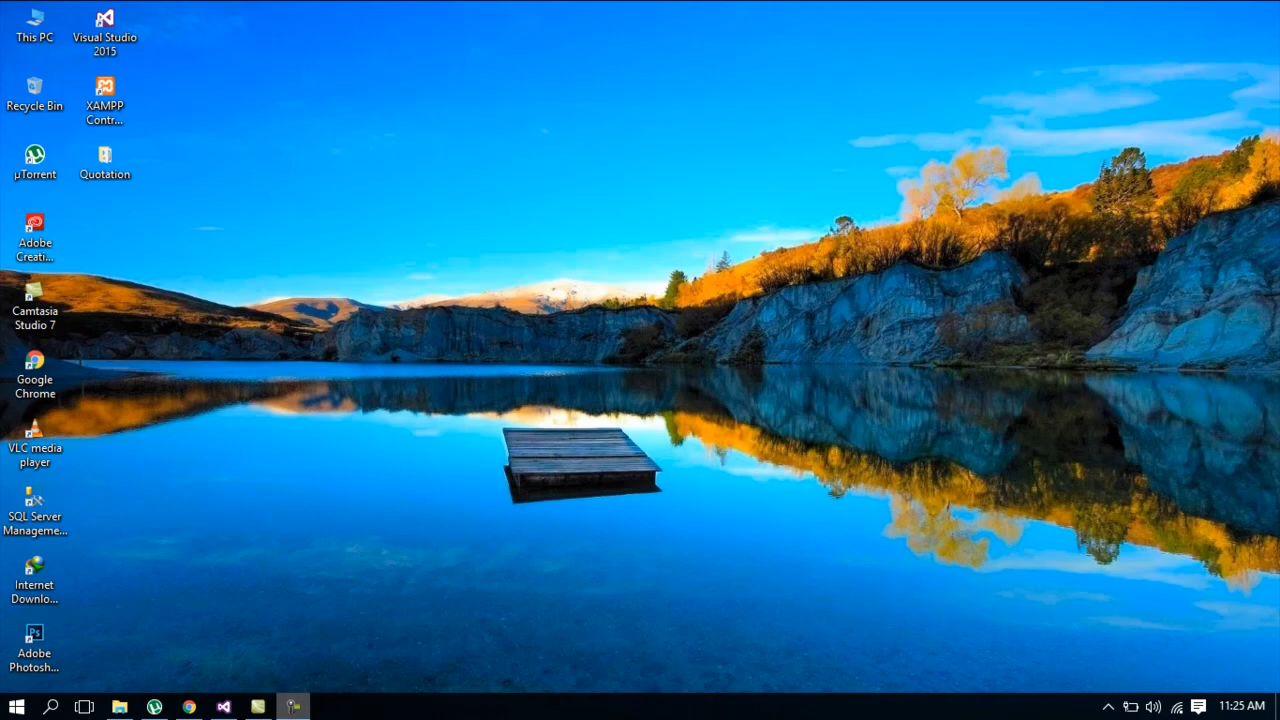 This PC
Visual Studio
2015
Recycle Bin
XAMPP
Contr...
µTorrent
Quotation
Adobe
Creati...
Camtasia
Studio 7
Google
Chrome
VLC media
player
SQL Server
Manageme...
Internet
Downlo...
Ps
Adobe
Photosh...
11:25 AM